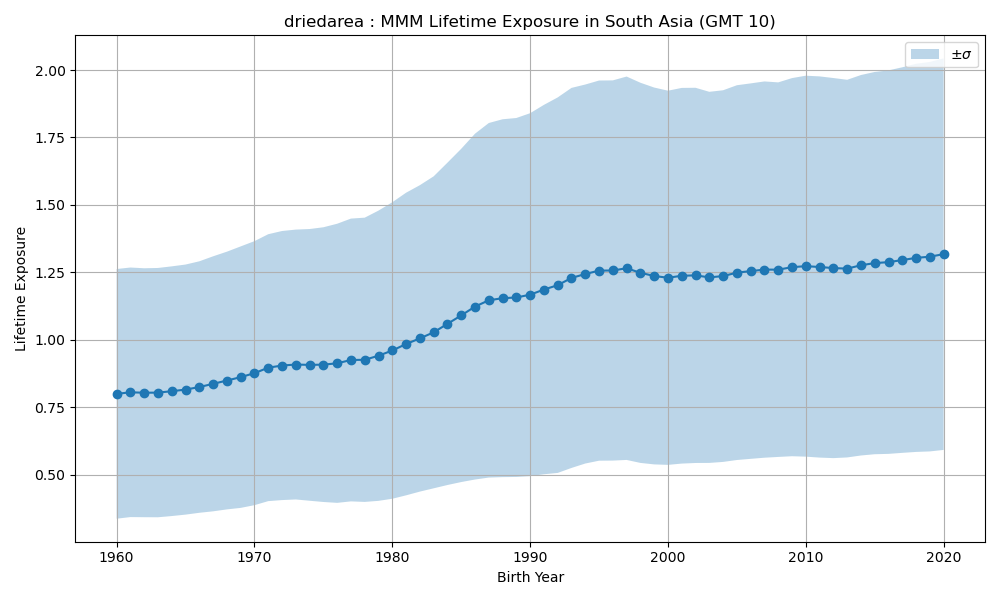 driedarea : MMM Lifetime Exposure in South Asia (GMT 10)
±σ
2.00
1.75
1.50
1.25
1.00
0.75
0.50
Lifetime Exposure
1960 1970 1980 1990 2000 2010 2020
Birth Year